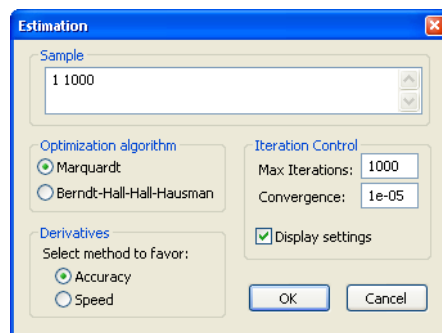 Estimation
Sample
1 1000
Optimization algorithm
Marquardt
Berndt-Hall-Hall-Hausman
Derivatives
Select method to favor:
Accuracy
Speed
Iteration Control
Max Iterations: 1000
Convergence: 1e-05
Display settings
OK Cancel